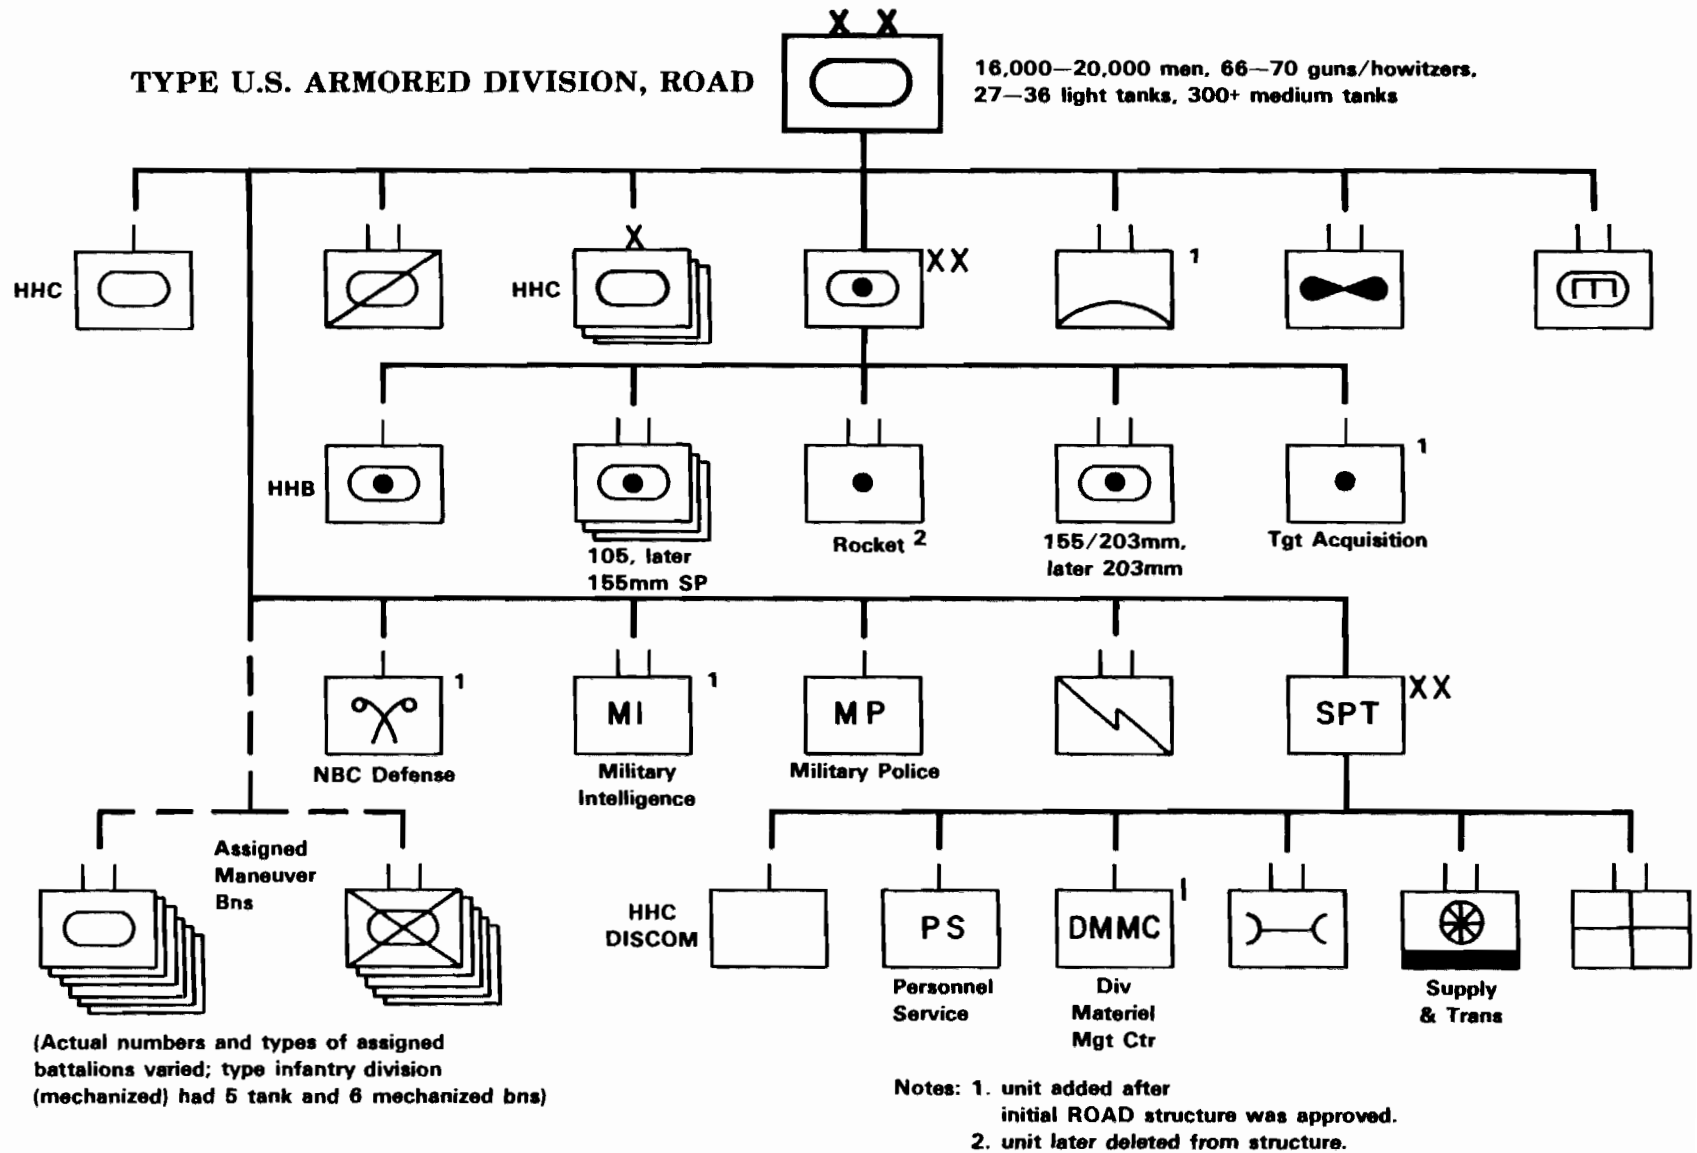 X X
TYPE U.S. ARMORED DIVISION, ROAD
16,000—20,000 men, 66—70 guns/howitzers,
27—36 light tanks, 300+ medium tanks
HHC
X
HHC
XX
1
HHB
105, later
155mm SP
Rocket 2
155/203mm,
later 203mm
1
Tgt Acquisition
1
NBC Defense
MI
1
Military
Intelligence
MP
Military Police
SPT
XX
Assigned
Maneuver
Bns
HHC
DISCOM
PS
Personnel
Service
DMMC
1
Div
Materiel
Mgt Ctr
Supply
& Trans
(Actual numbers and types of assigned
battalions varied; type infantry division
(mechanized) had 5 tank and 6 mechanized bns)
Notes: 1. unit added after
initial ROAD structure was approved.
2. unit later deleted from structure.